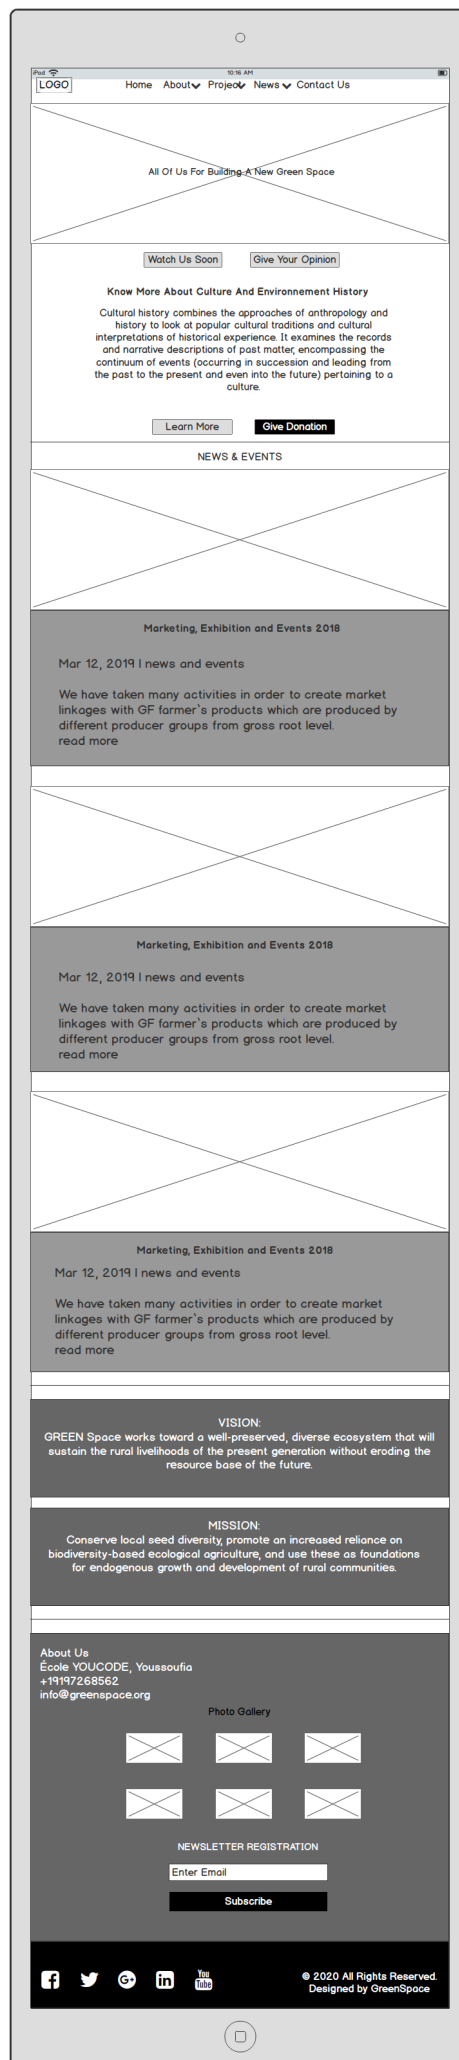 iPod 10:16 AM
LOGO Home About Project News Contact Us
All Of Us For Building A New Green Space
Watch Us Soon Give Your Opinion
Know More About Culture And Environnement History
Cultural history combines the approaches of anthropology and
history to look at popular cultural traditions and cultural
interpretations of historical experience. It examines the records
and narrative descriptions of past matter, encompassing the
continuum of events (occurring in succession and leading from
the past to the present and even into the future) pertaining to a
culture.
Learn More Give Donation
NEWS & EVENTS
Marketing, Exhibition and Events 2018
Mar 12, 2019 | news and events
We have taken many activities in order to create market
linkages with GF farmer`s products which are produced by
different producer groups from gross root level.
read more
Marketing, Exhibition and Events 2018
Mar 12, 2019 | news and events
We have taken many activities in order to create market
linkages with GF farmer`s products which are produced by
different producer groups from gross root level.
read more
Marketing, Exhibition and Events 2018
Mar 12, 2019 | news and events
We have taken many activities in order to create market
linkages with GF farmer`s products which are produced by
different producer groups from gross root level.
read more
VISION:
GREEN Space works toward a well-preserved, diverse ecosystem that will
sustain the rural livelihoods of the present generation without eroding the
resource base of the future.
MISSION:
Conserve local seed diversity, promote an increased reliance on
biodiversity-based ecological agriculture, and use these as foundations
for endogenous growth and development of rural communities.
About Us
École YOUCODE, Youssoufia
+19197268562
info@greenspace.org
Photo Gallery
NEWSLETTER REGISTRATION
Enter Email
Subscribe
You
Tube
© 2020 All Rights Reserved.
Designed by GreenSpace